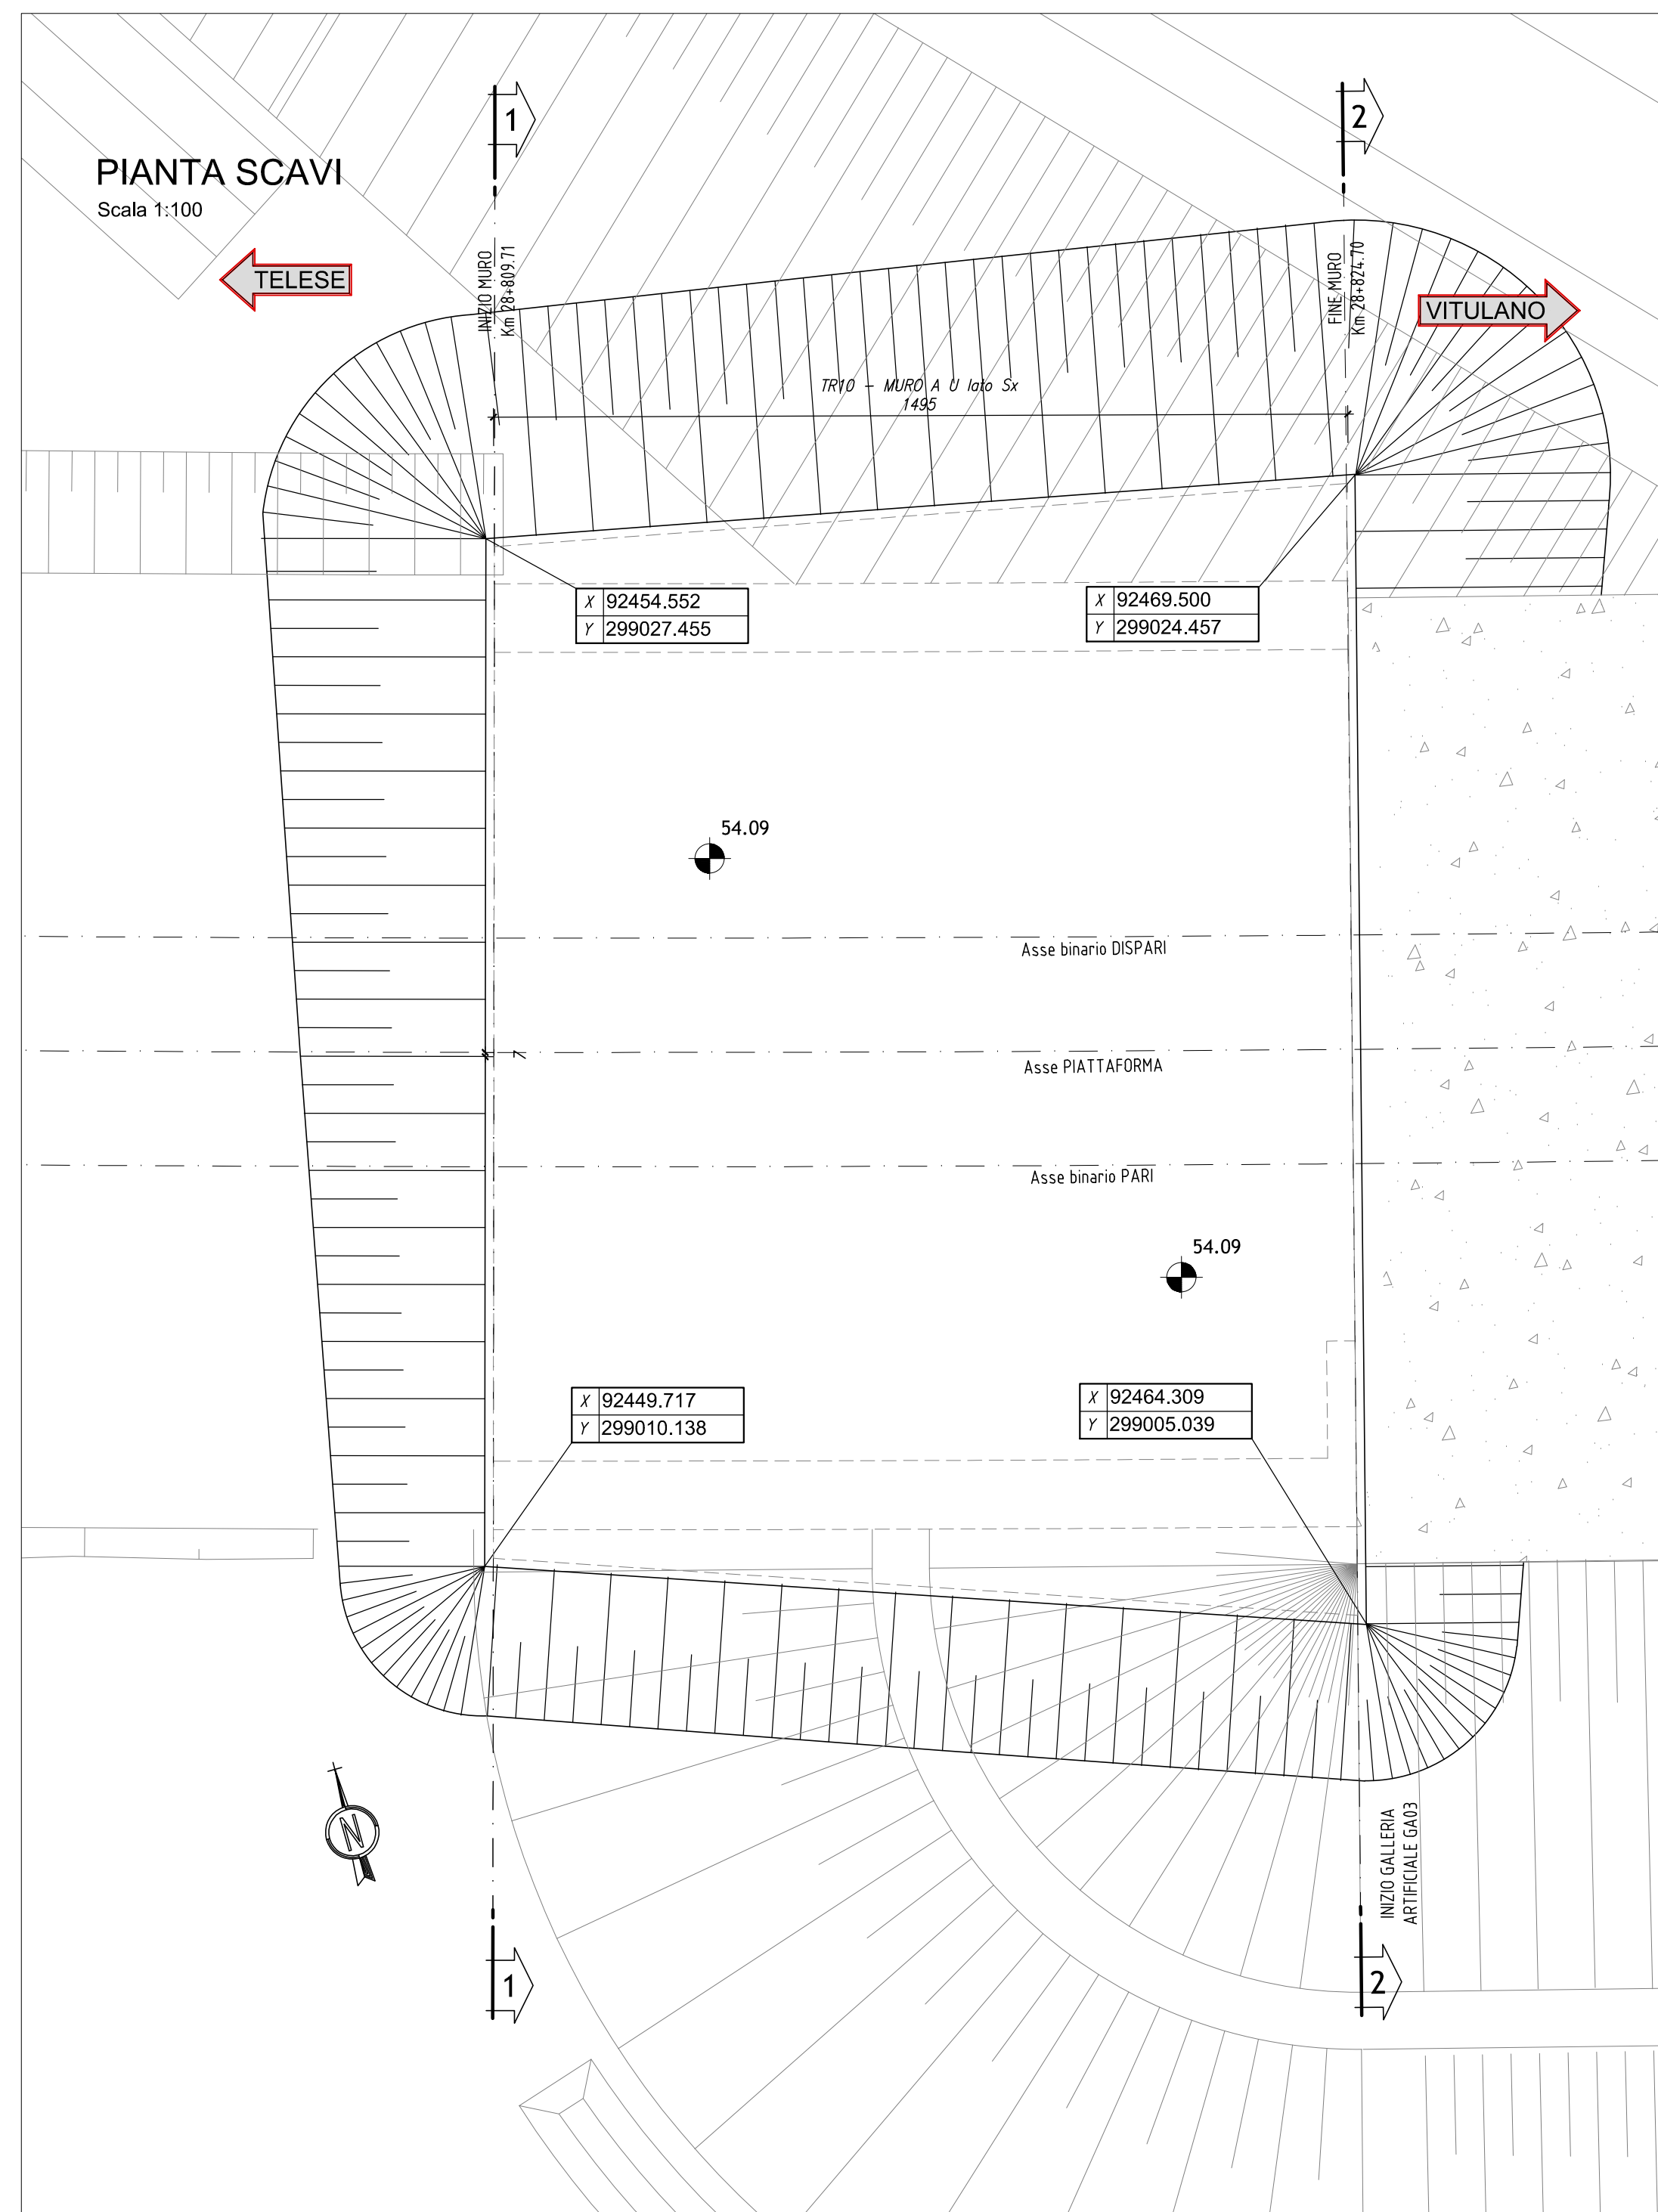 1
2
PIANTA SCAVI
Scala 1:100
TELESE
INIZIO MURO
Km 28+809.71
FINE MURO
Km 28+824.70
VITULANO
TR10 - MURO A U lato Sx
1495
X 92454.552
Y 299027.455
X 92469.500
Y 299024.457
54.09
Asse binario DISPARI
7
Asse PIATTAFORMA
Asse binario PARI
54.09
X 92449.717
Y 299010.138
X 92464.309
Y 299005.039
N
INIZIO GALLERIA
ARTIFICIALE GA03
1
2